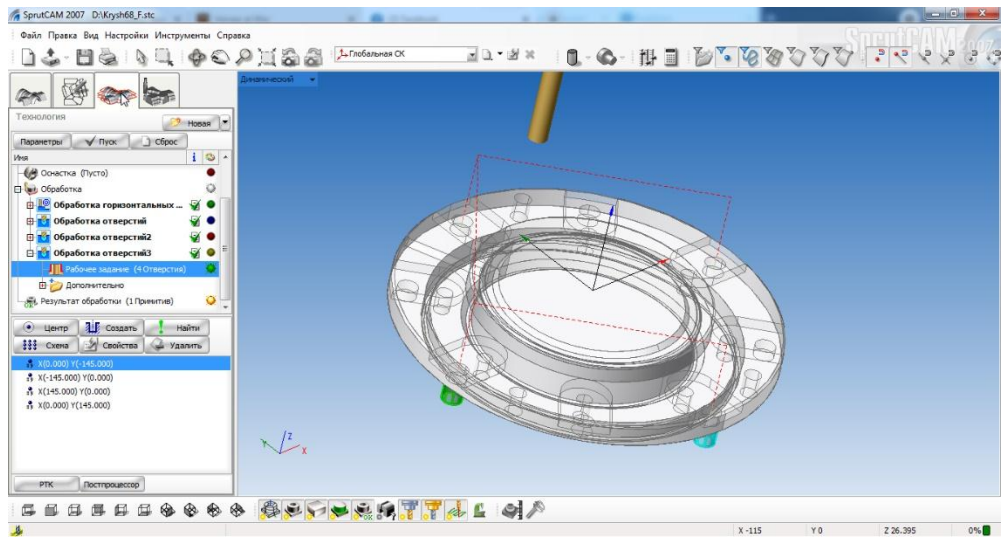 SprutCAM 2007 D:\Krysh68_F.stc
Файл Правка Вид Настройки Инструменты Справка
Глобальная СК
Динамический
Технология
Новая
Параметры Пуск Сброс
Имя
Оснастка (Пусто)
Обработка
Обработка горизонтальных ...
Обработка отверстий
Обработка отверстий2
Обработка отверстий3
Рабочее задание (4 Отверстия)
Дополнительно
Результат обработки (1 Примитив)
Центр Создать Найти
Схема Свойства Удалить
X(0.000) Y(-145.000)
X(-145.000) Y(0.000)
X(145.000) Y(0.000)
X(0.000) Y(145.000)
Z
Y
X
РТК Постпроцессор
X -115 Y 0 Z 26.395 0%